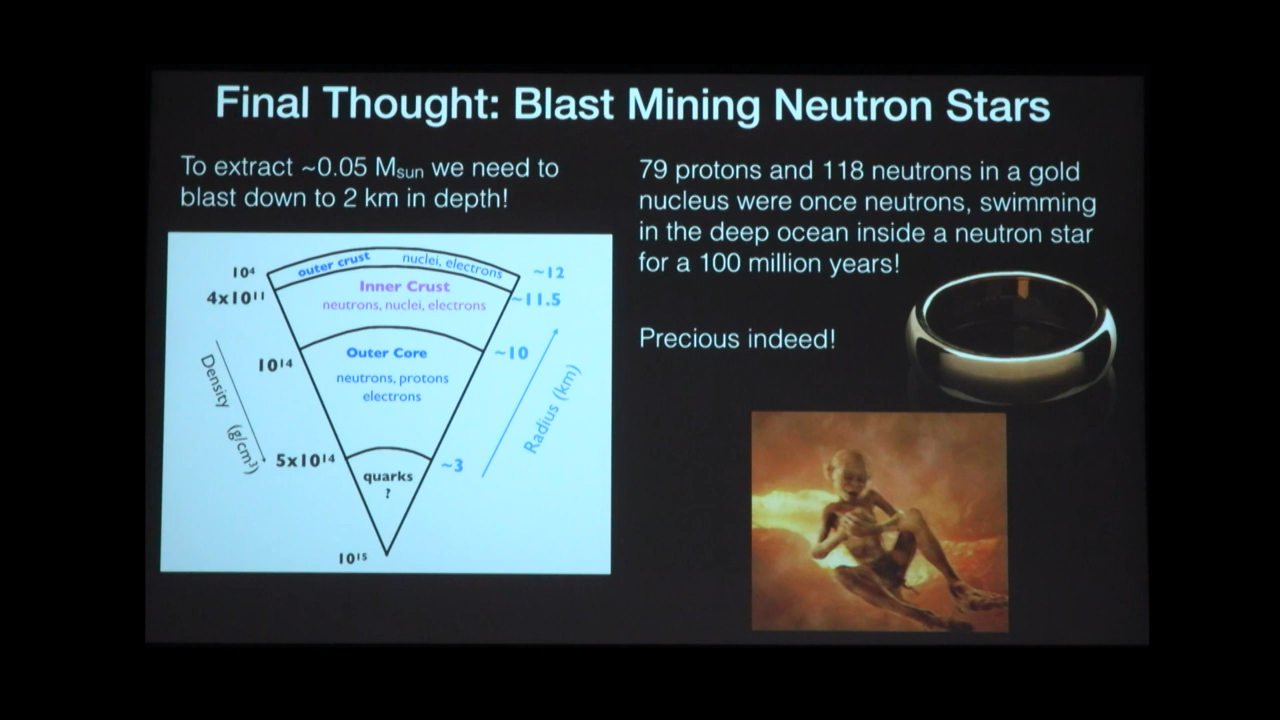 Final Thought: Blast Mining Neutron Stars
To extract ~0.05 Msun we need to
blast down to 2 km in depth!
79 protons and 118 neutrons in a gold
nucleus were once neutrons, swimming
in the deep ocean inside a neutron star
for a 100 million years!
Precious indeed!
10⁴
outer crust
nuclei, electrons
~12
4x10¹¹
Inner Crust
~11.5
neutrons, nuclei, electrons
10¹⁴
Outer Core
~10
neutrons, protons
electrons
Density (g/cm³)
Radius (km)
5x10¹⁴
quarks
?
~3
10¹⁵